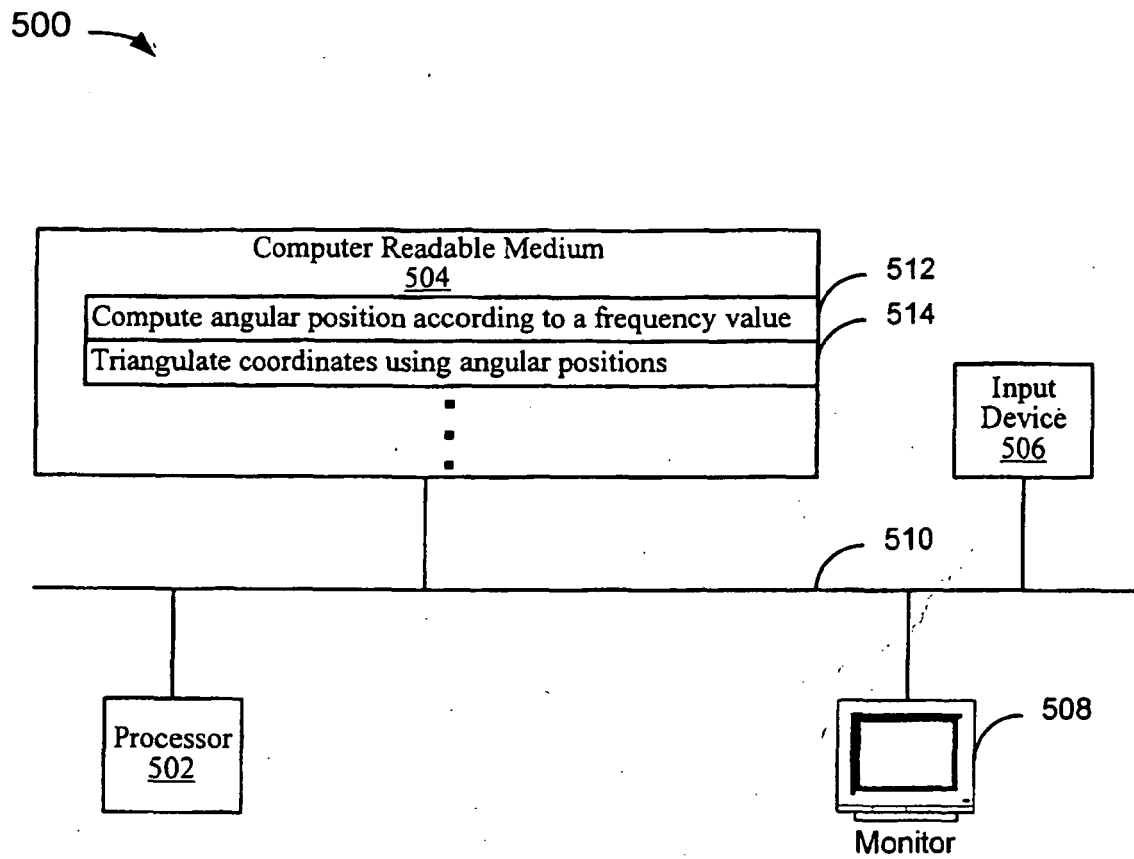 500
Computer Readable Medium
504
512
Compute angular position according to a frequency value
514
Triangulate coordinates using angular positions
Input
Device
506
510
Processor
502
508
Monitor